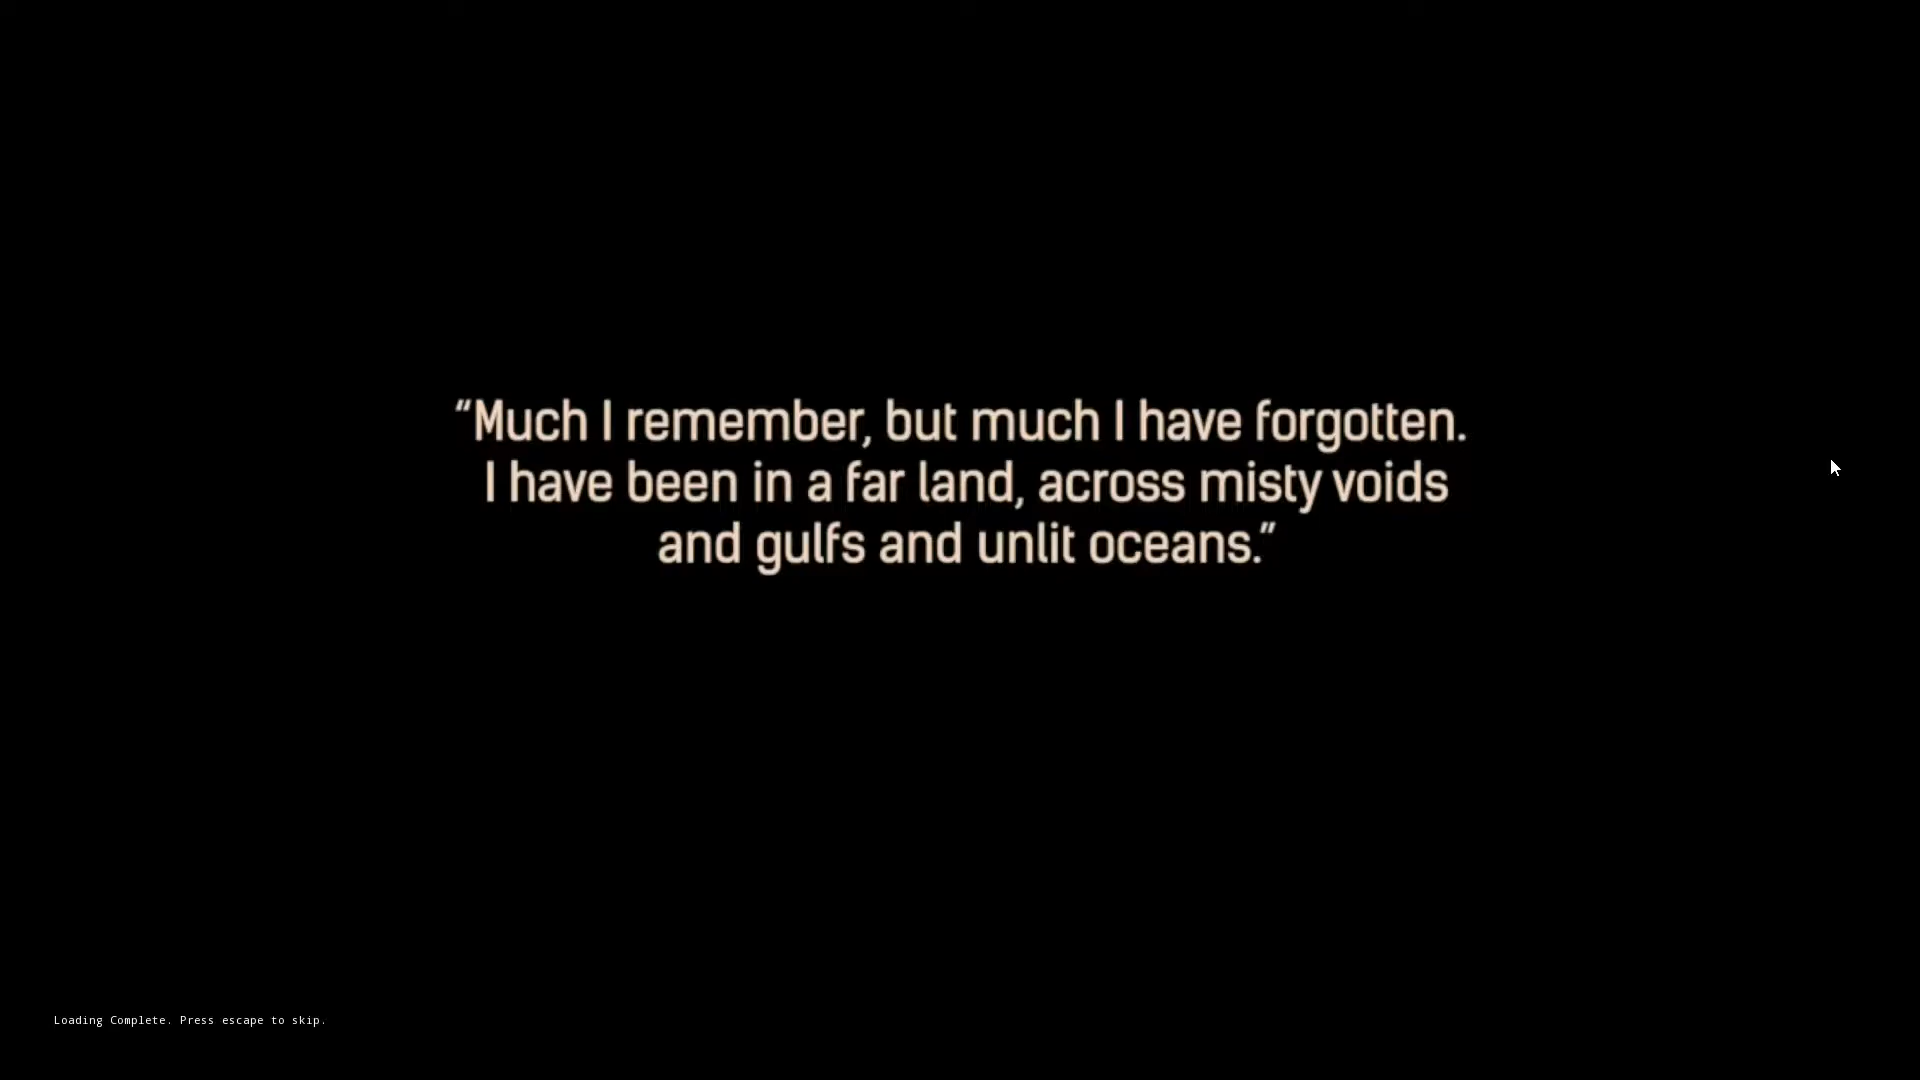 “Much I remember, but much I have forgotten.
I have been in a far land, across misty voids
and gulfs and unlit oceans.”
Loading Complete. Press escape to skip.